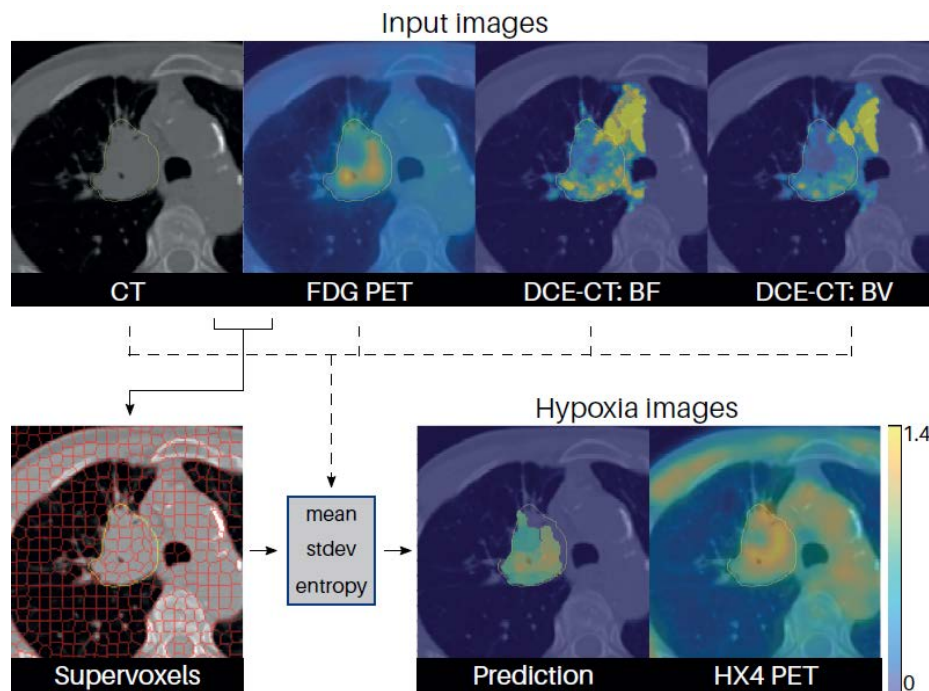 Input images
CT
FDG PET
DCE-CT: BF
DCE-CT: BV
Hypoxia images
1.4
mean
stdev
entropy
0
Supervoxels
Prediction
HX4 PET